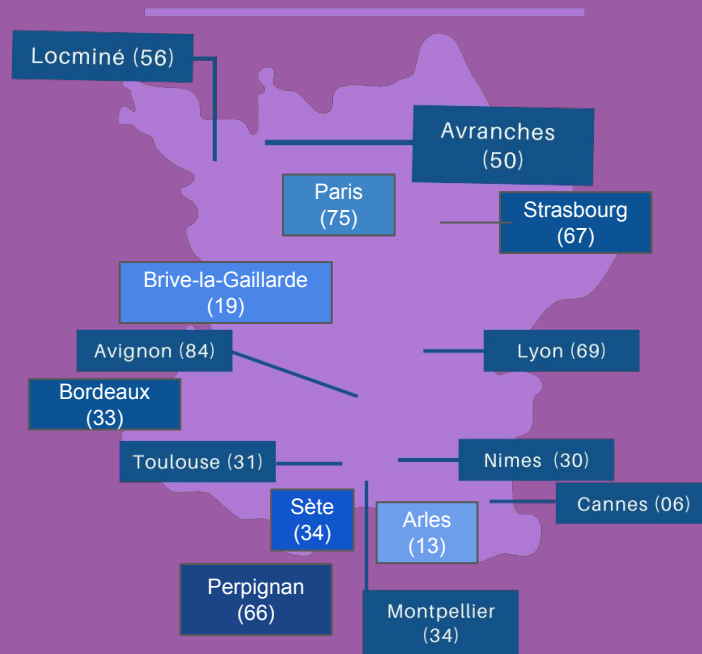 Locminé (56)
Avranches
(50)
Paris
(75)
Strasbourg
(67)
Brive-la-Gaillarde
(19)
Avignon (84)
Lyon (69)
Bordeaux
(33)
Toulouse (31)
Nimes (30)
Cannes (06)
Sète
(34)
Arles
(13)
Perpignan
(66)
Montpellier
(34)